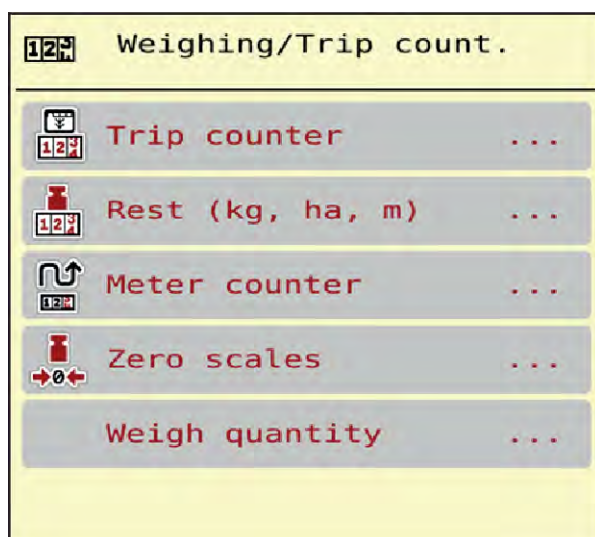 Weighing/Trip count.
Trip counter ...
Rest (kg, ha, m) ...
Meter counter ...
Zero scales ...
Weigh quantity ...